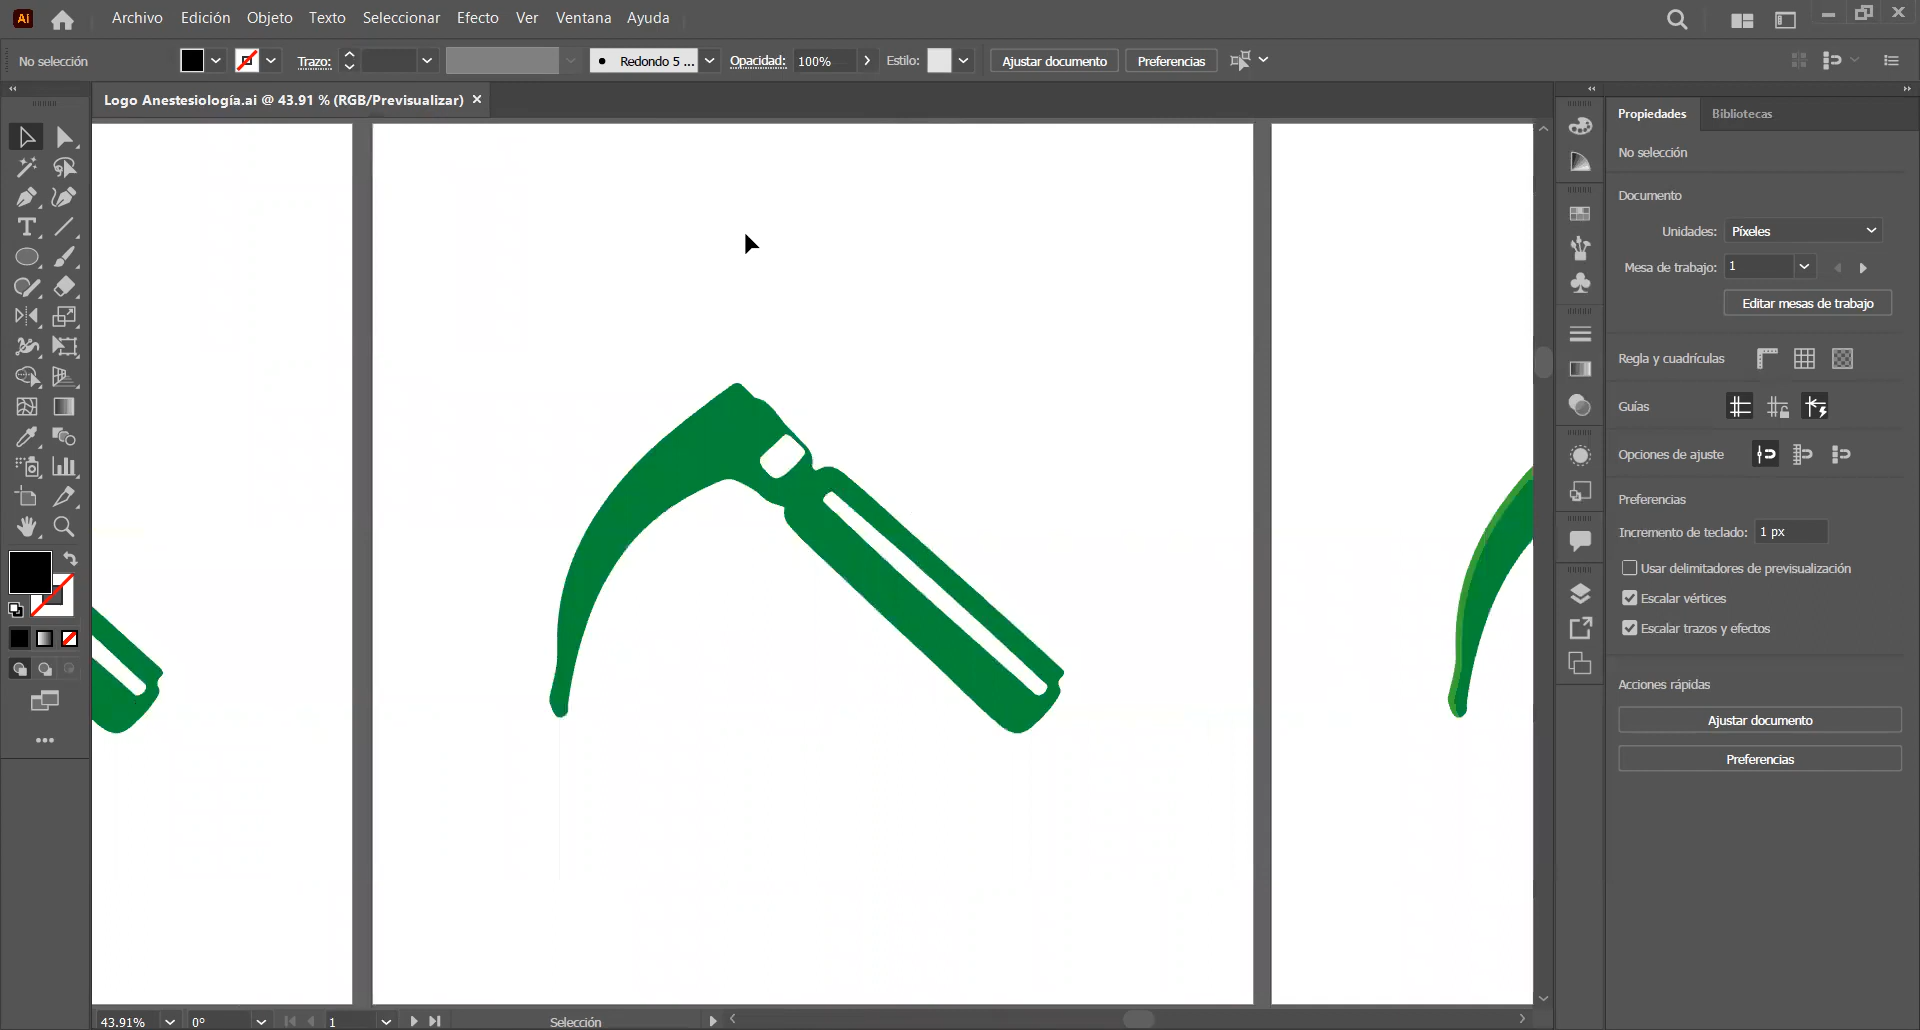 Ai Archivo Edición Objeto Texto Seleccionar Efecto Ver Ventana Ayuda
No selección Trazo: Redondo 5 ... Opacidad: 100% Estilo: Ajustar documento Preferencias
Logo Anestesiología.ai @ 43.91 % (RGB/Previsualizar) ×
Propiedades Bibliotecas
No selección
Documento
Unidades: Píxeles
Mesa de trabajo: 1
Editar mesas de trabajo
Regla y cuadrículas
Guías
Opciones de ajuste
Preferencias
Incremento de teclado: 1 px
Usar delimitadores de previsualización
Escalar vértices
Escalar trazos y efectos
Acciones rápidas
Ajustar documento
Preferencias
43.91% 0° 1 Selección